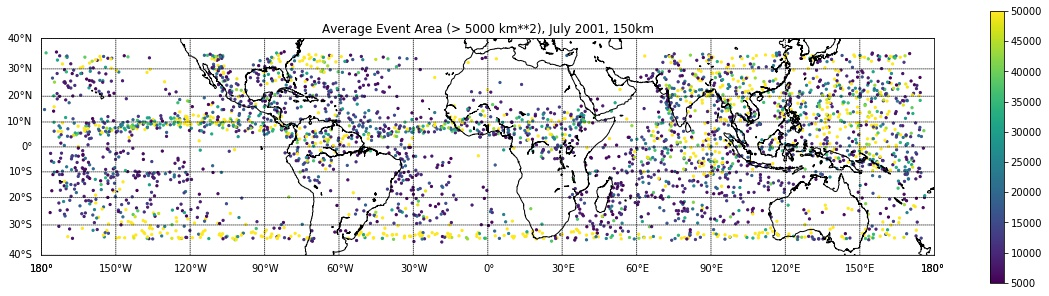 Average Event Area (> 5000 km**2), July 2001, 150km
40°N
30°N
20°N
10°N
0°
10°S
20°S
30°S
40°S
180° 150°W 120°W 90°W 60°W 30°W 0° 30°E 60°E 90°E 120°E 150°E 180°
50000
45000
40000
35000
30000
25000
20000
15000
10000
5000